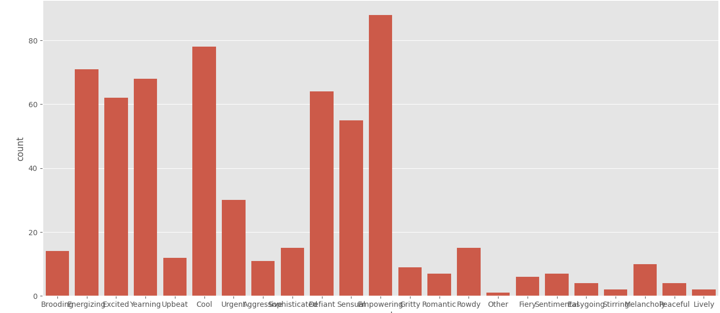 80
60
40
20
0
count
Brooding Energizing Excited Yearning Upbeat Cool Urgent Aggressive Sophisticated Defiant Sensual Empowering Gritty Romantic Rowdy Other Fiery Sentimental Easygoing Stirring Melancholy Peaceful Lively